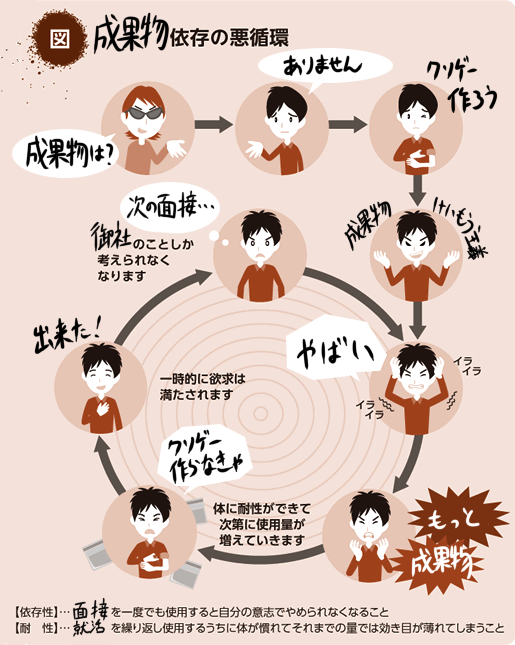 図 成果物依存の悪循環
成果物は?
ありません
クソゲー
作ろう
成果物
けいもう主義
やばい
イラ
イラ
イラ
イラ
もっと
成果物
体に耐性ができて
次第に使用量が
増えていきます
クソゲー
作らなきゃ
出来た!
一時的に欲求は
満たされます
次の面接…
御社のことしか
考えられなく
なります
【依存性】…面接を一度でも使用すると自分の意志でやめられなくなること
【耐 性】…就活を繰り返し使用するうちに体が慣れてそれまでの量では効き目が薄れてしまうこと